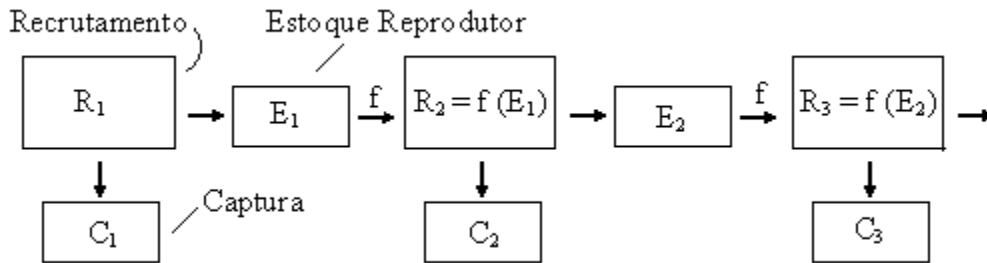 Recrutamento
Estoque Reprodutor
R₁
E₁
f
R₂ = f (E₁)
E₂
f
R₃ = f (E₂)
C₁
Captura
C₂
C₃